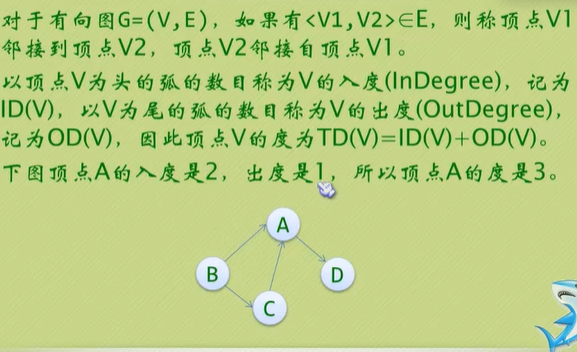 对于有向图G=(V,E)，如果有<V1,V2>∈E，则称顶点V1
邻接到顶点V2，顶点V2邻接自顶点V1。
以顶点V为头的弧的数目称为V的入度(InDegree)，记为
ID(V)，以V为尾的弧的数目称为V的出度(OutDegree)，
记为OD(V)，因此顶点V的度为TD(V)=ID(V)+OD(V)。
下图顶点A的入度是2，出度是1，所以顶点A的度是3。
A
B
D
C